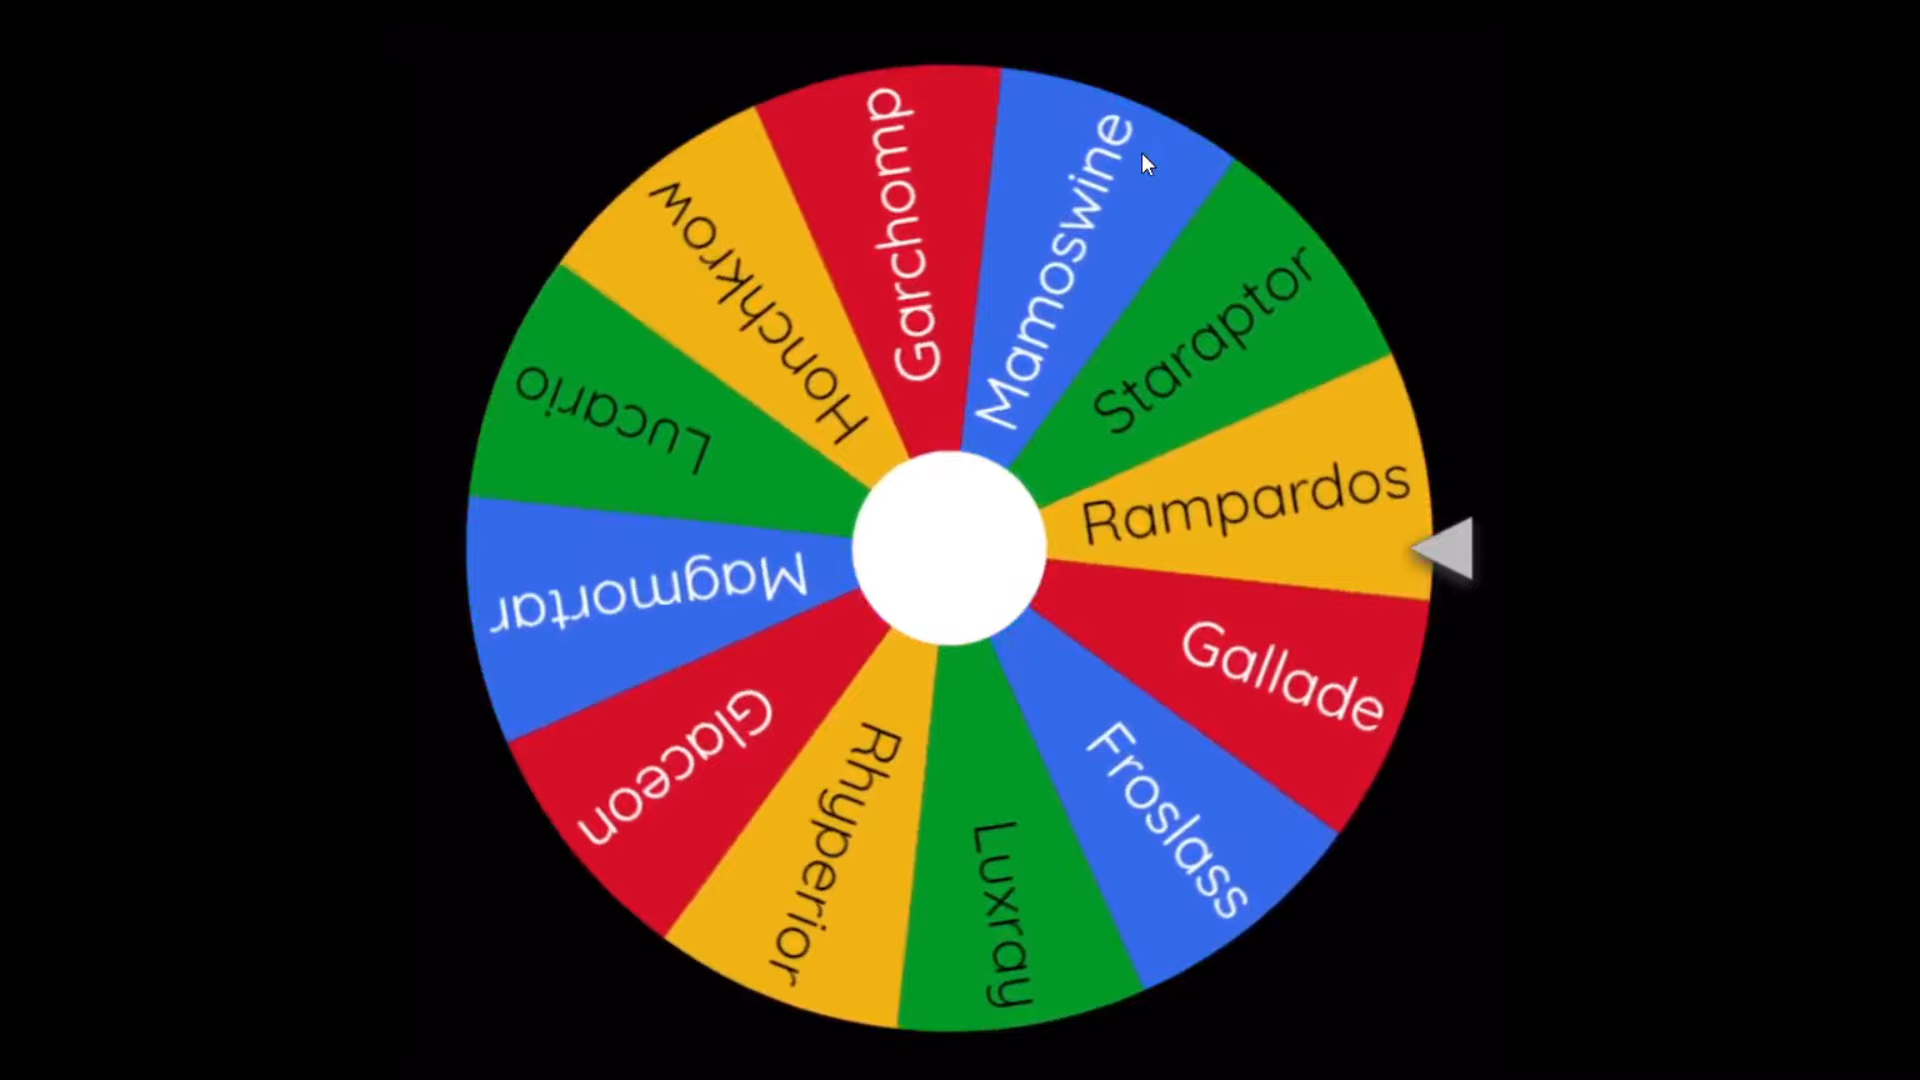 Garchomp
Mamoswine
Staraptor
Rampardos
Gallade
Froslass
Luxray
Rhyperior
Glaceon
Magmortar
Lucario
Honchkrow